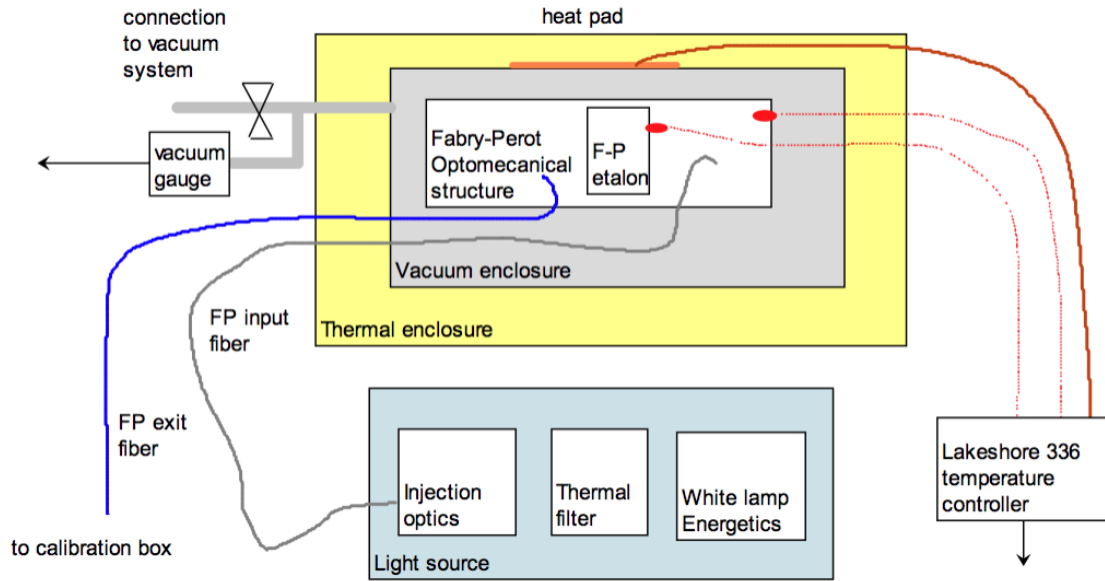 connection
to vacuum
system
heat pad
vacuum
gauge
Fabry-Perot
Optomecanical
structure
F-P
etalon
Vacuum enclosure
Thermal enclosure
FP input
fiber
FP exit
fiber
to calibration box
Injection
optics
Thermal
filter
White lamp
Energetics
Light source
Lakeshore 336
temperature
controller